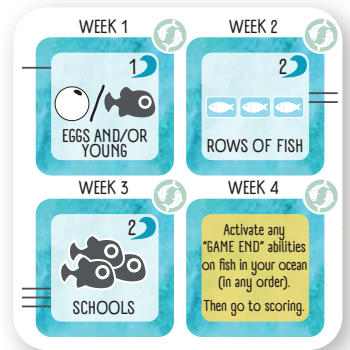 WEEK 1
1
/
EGGS AND/OR
YOUNG
WEEK 2
2
ROWS OF FISH
WEEK 3
2
SCHOOLS
WEEK 4
Activate any
"GAME END" abilities
on fish in your ocean
(in any order).
Then go to scoring.